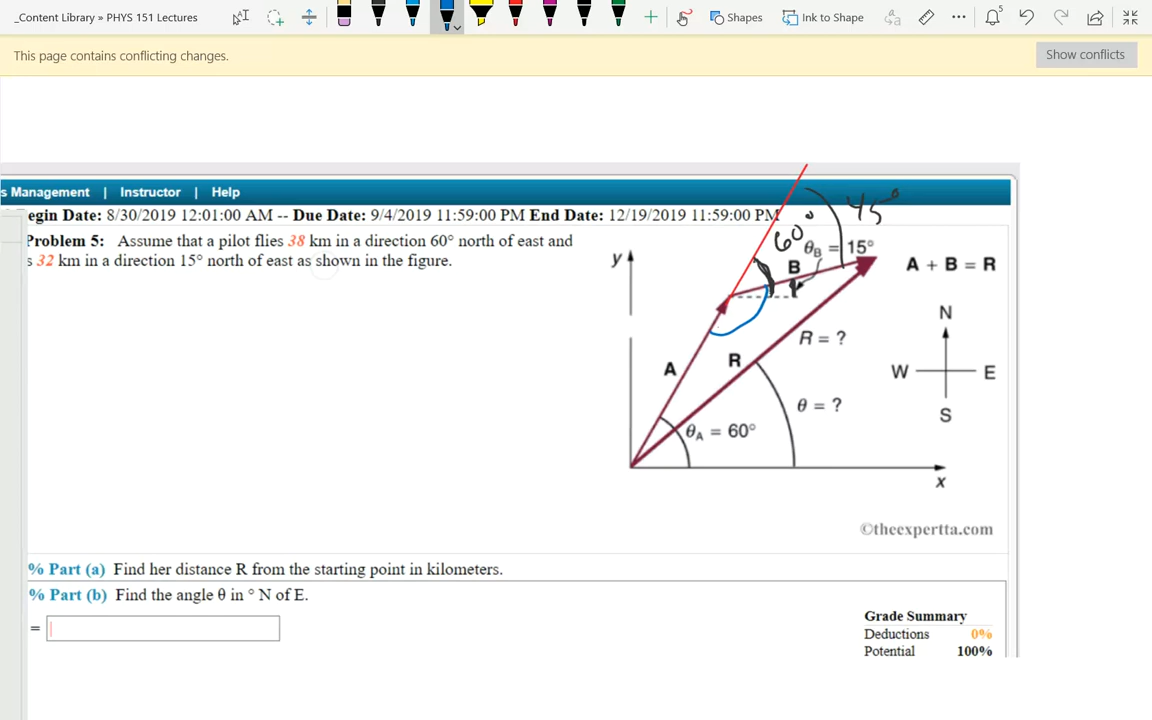 _Content Library » PHYS 151 Lectures
Shapes
Ink to Shape
5
This page contains conflicting changes.
Show conflicts
s Management | Instructor | Help
egin Date: 8/30/2019 12:01:00 AM -- Due Date: 9/4/2019 11:59:00 PM End Date: 12/19/2019 11:59:00 PM
Problem 5: Assume that a pilot flies 38 km in a direction 60° north of east and
s 32 km in a direction 15° north of east as shown in the figure.
60°
45°
y
θB = 15°
B
A + B = R
N
R = ?
A
R
W
E
θ = ?
S
θA = 60°
x
©theexpertta.com
% Part (a) Find her distance R from the starting point in kilometers.
% Part (b) Find the angle θ in ° N of E.
=
Grade Summary
Deductions 0%
Potential 100%